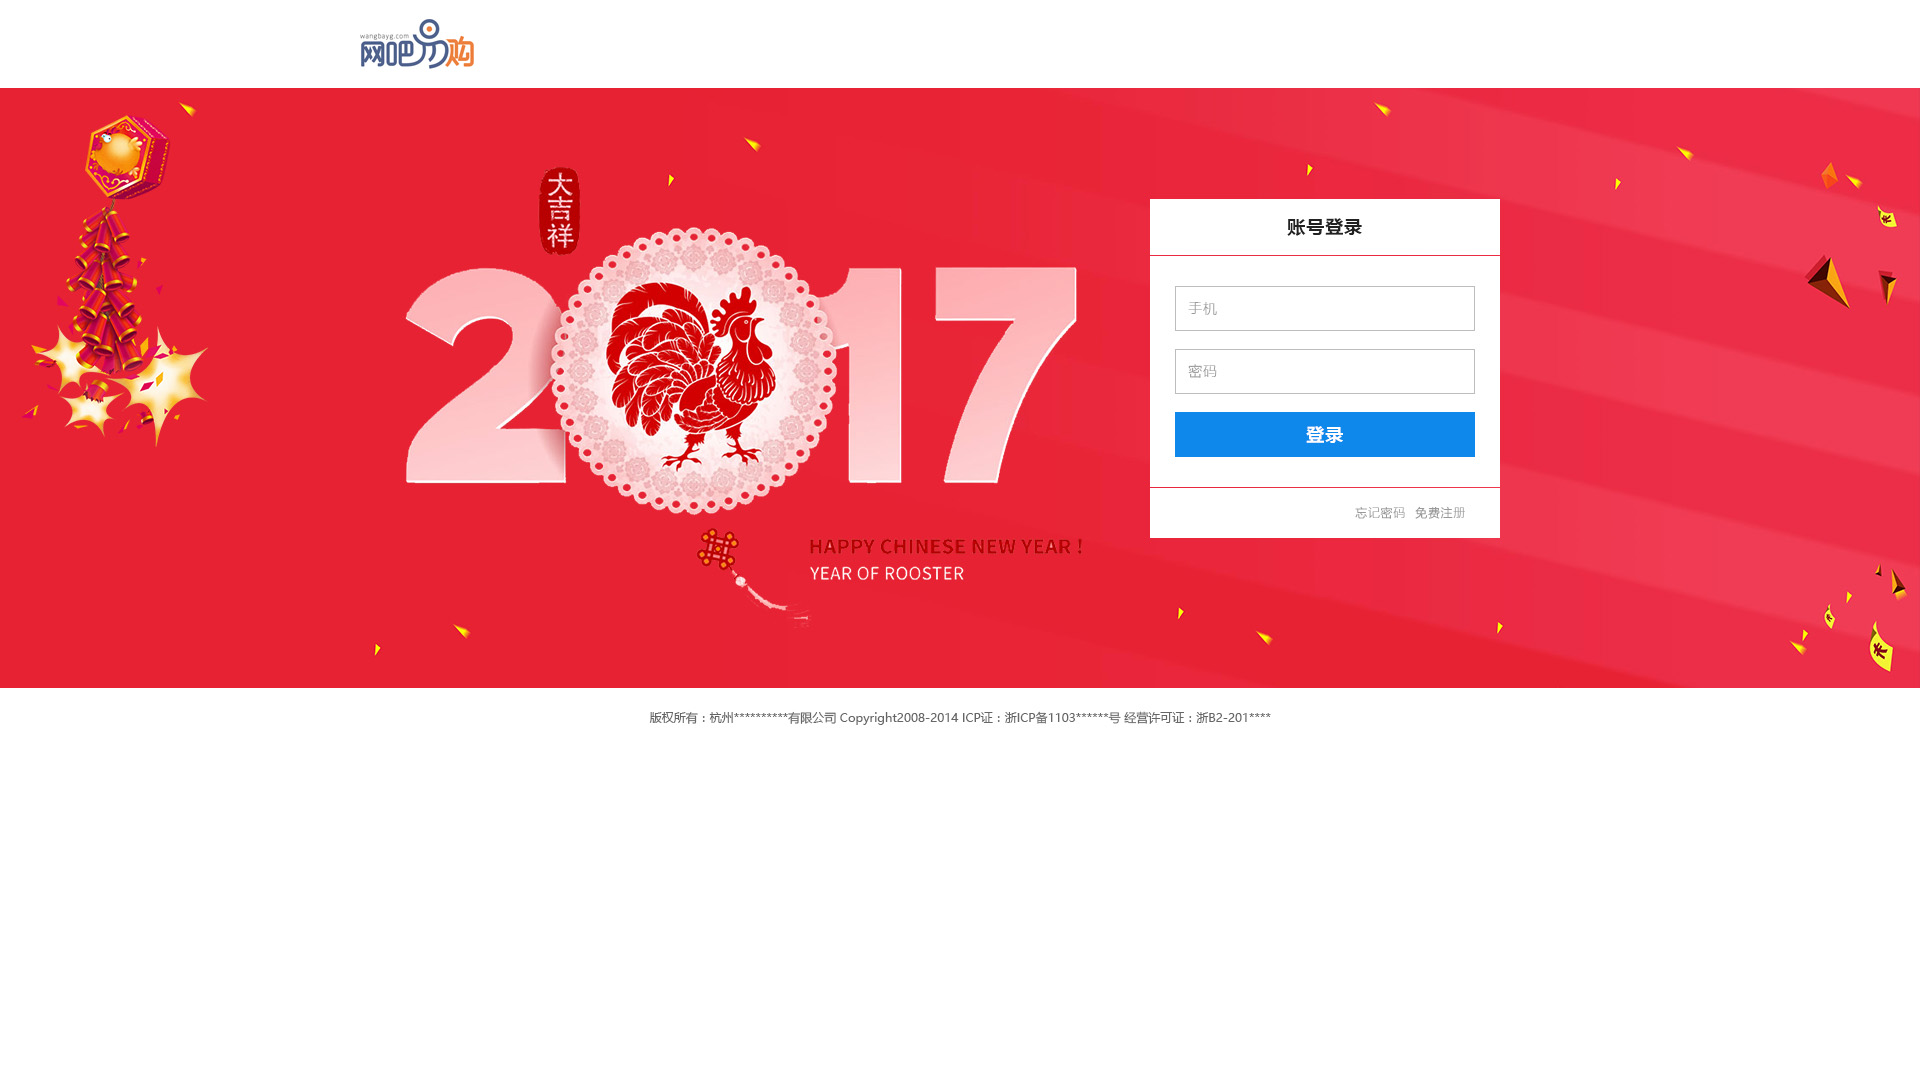 wangbayg.com
网吧易购
大吉祥
2017
HAPPY CHINESE NEW YEAR !
YEAR OF ROOSTER
账号登录
手机
密码
登录
忘记密码 免费注册
版权所有：杭州**********有限公司 Copyright2008-2014 ICP证：浙ICP备1103******号 经营许可证：浙B2-201****